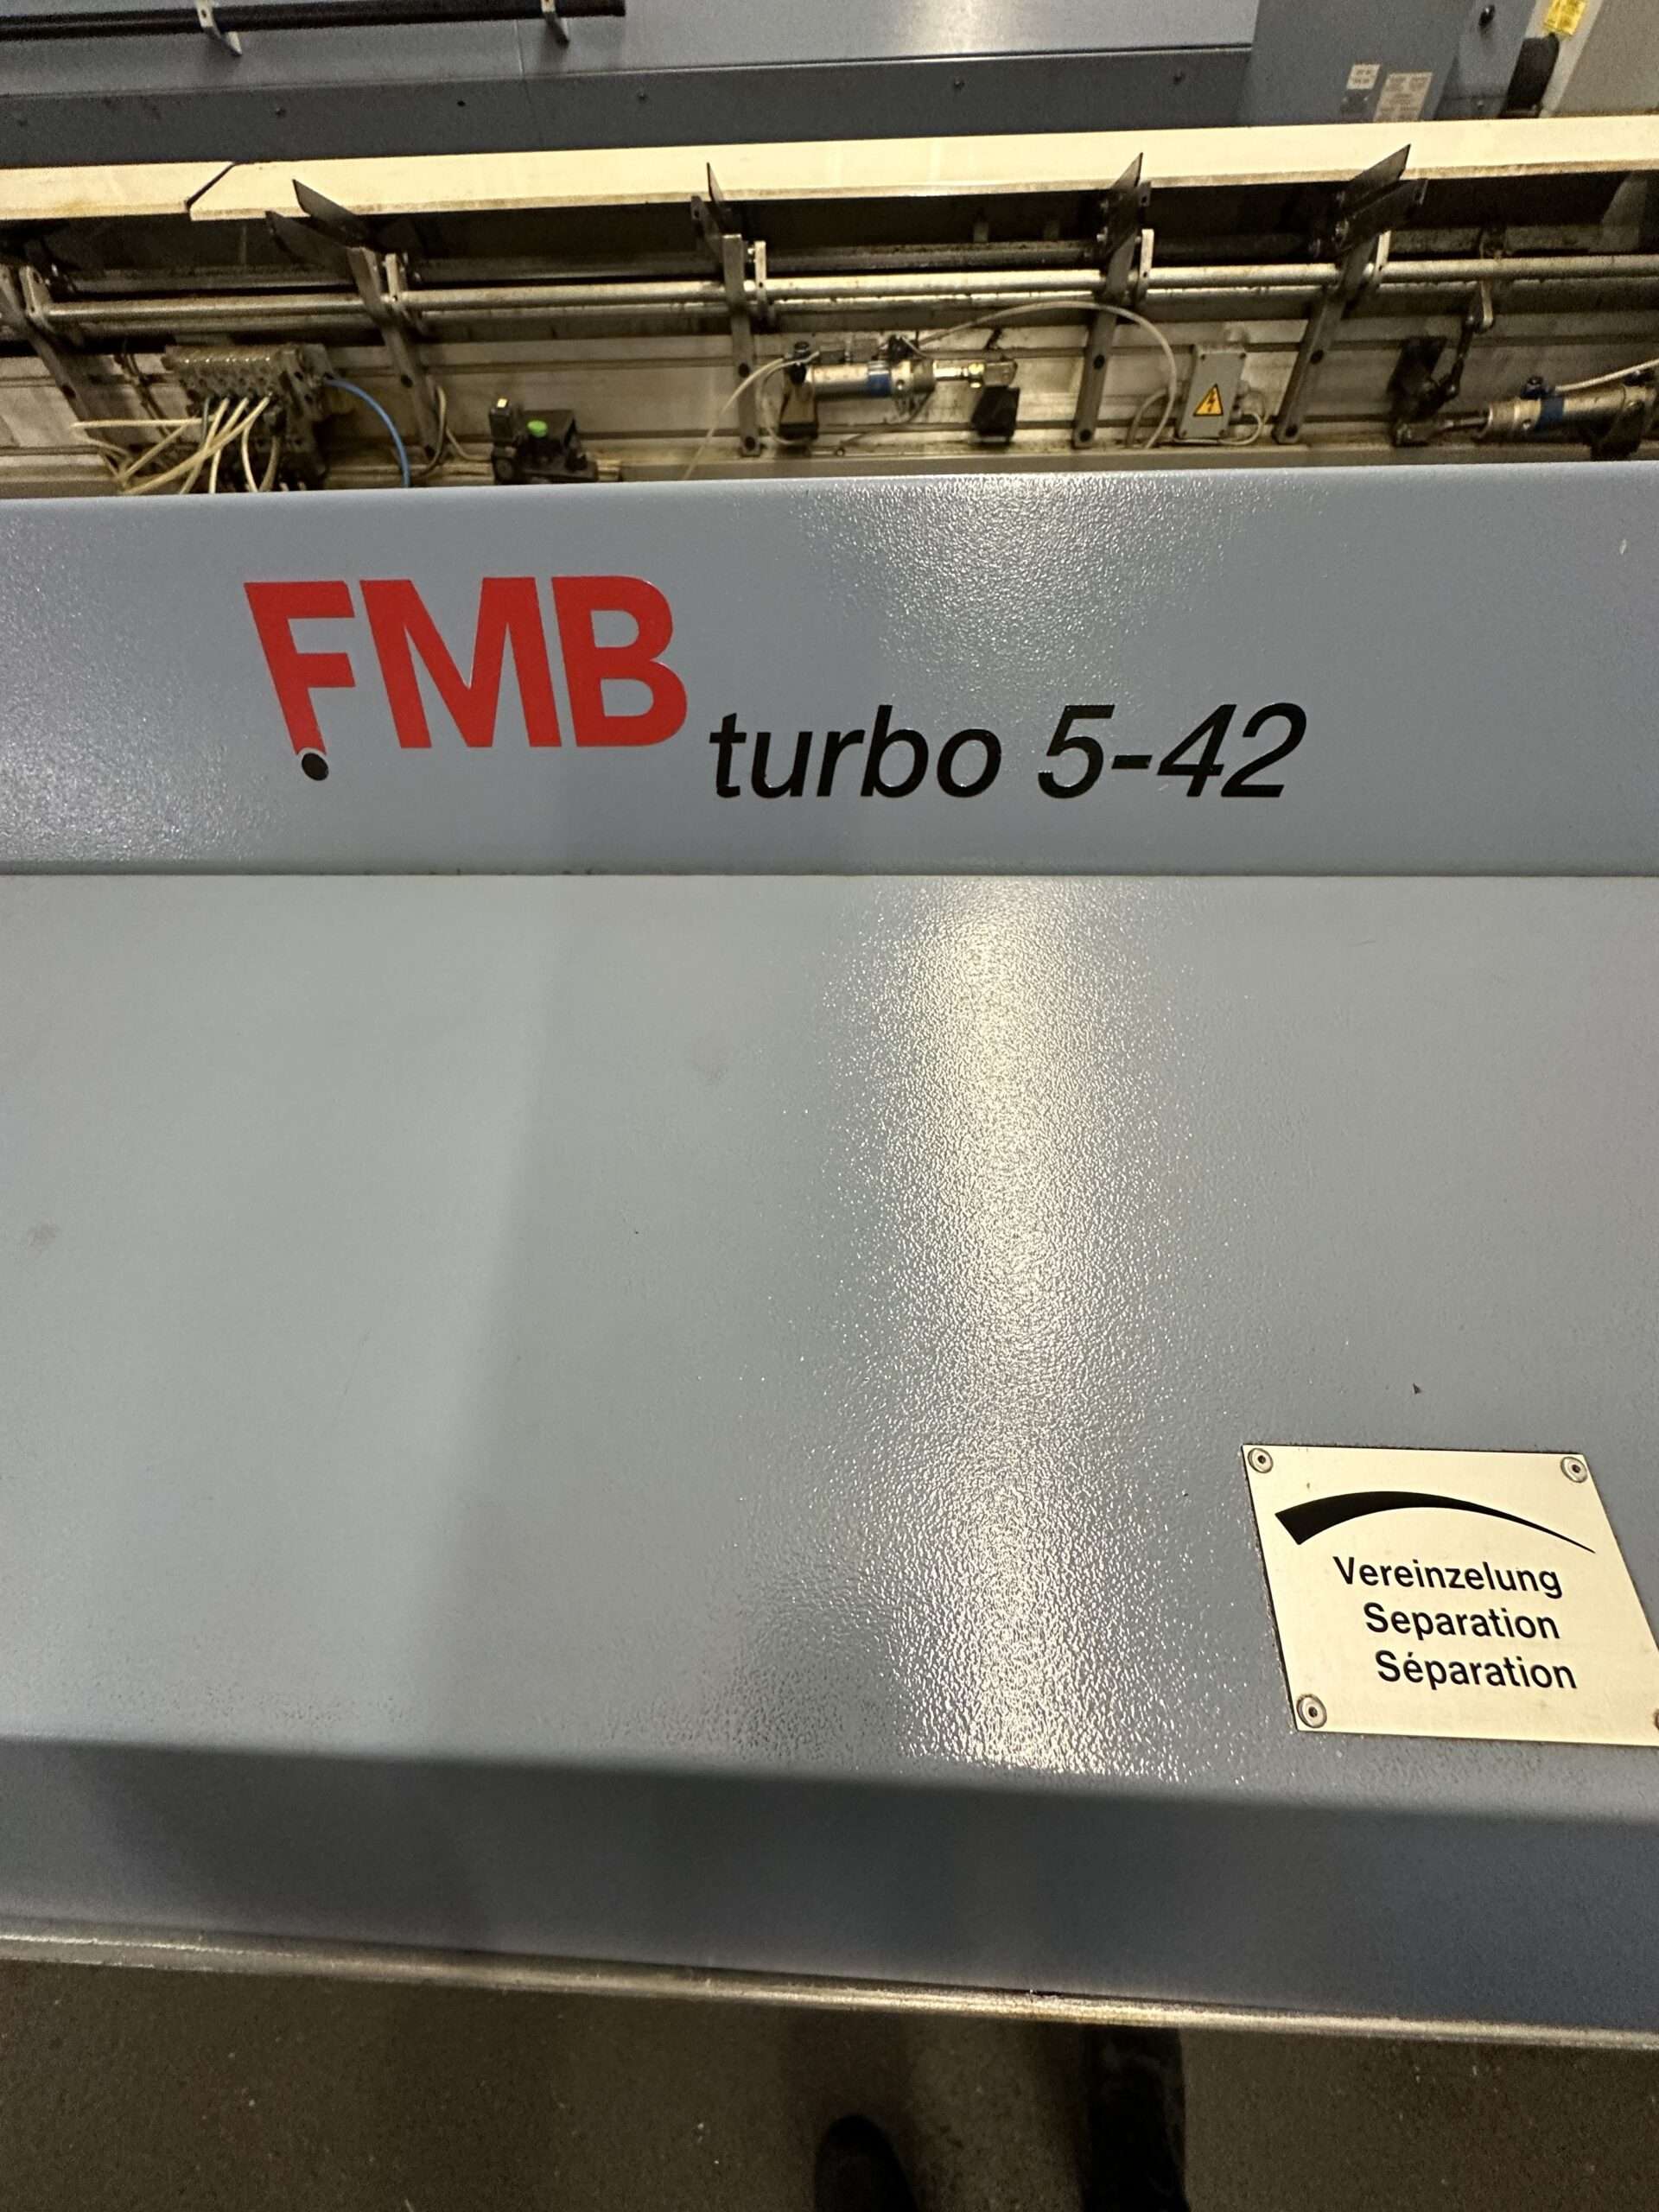 FMB turbo 5-42
Vereinzelung
Separation
Séparation